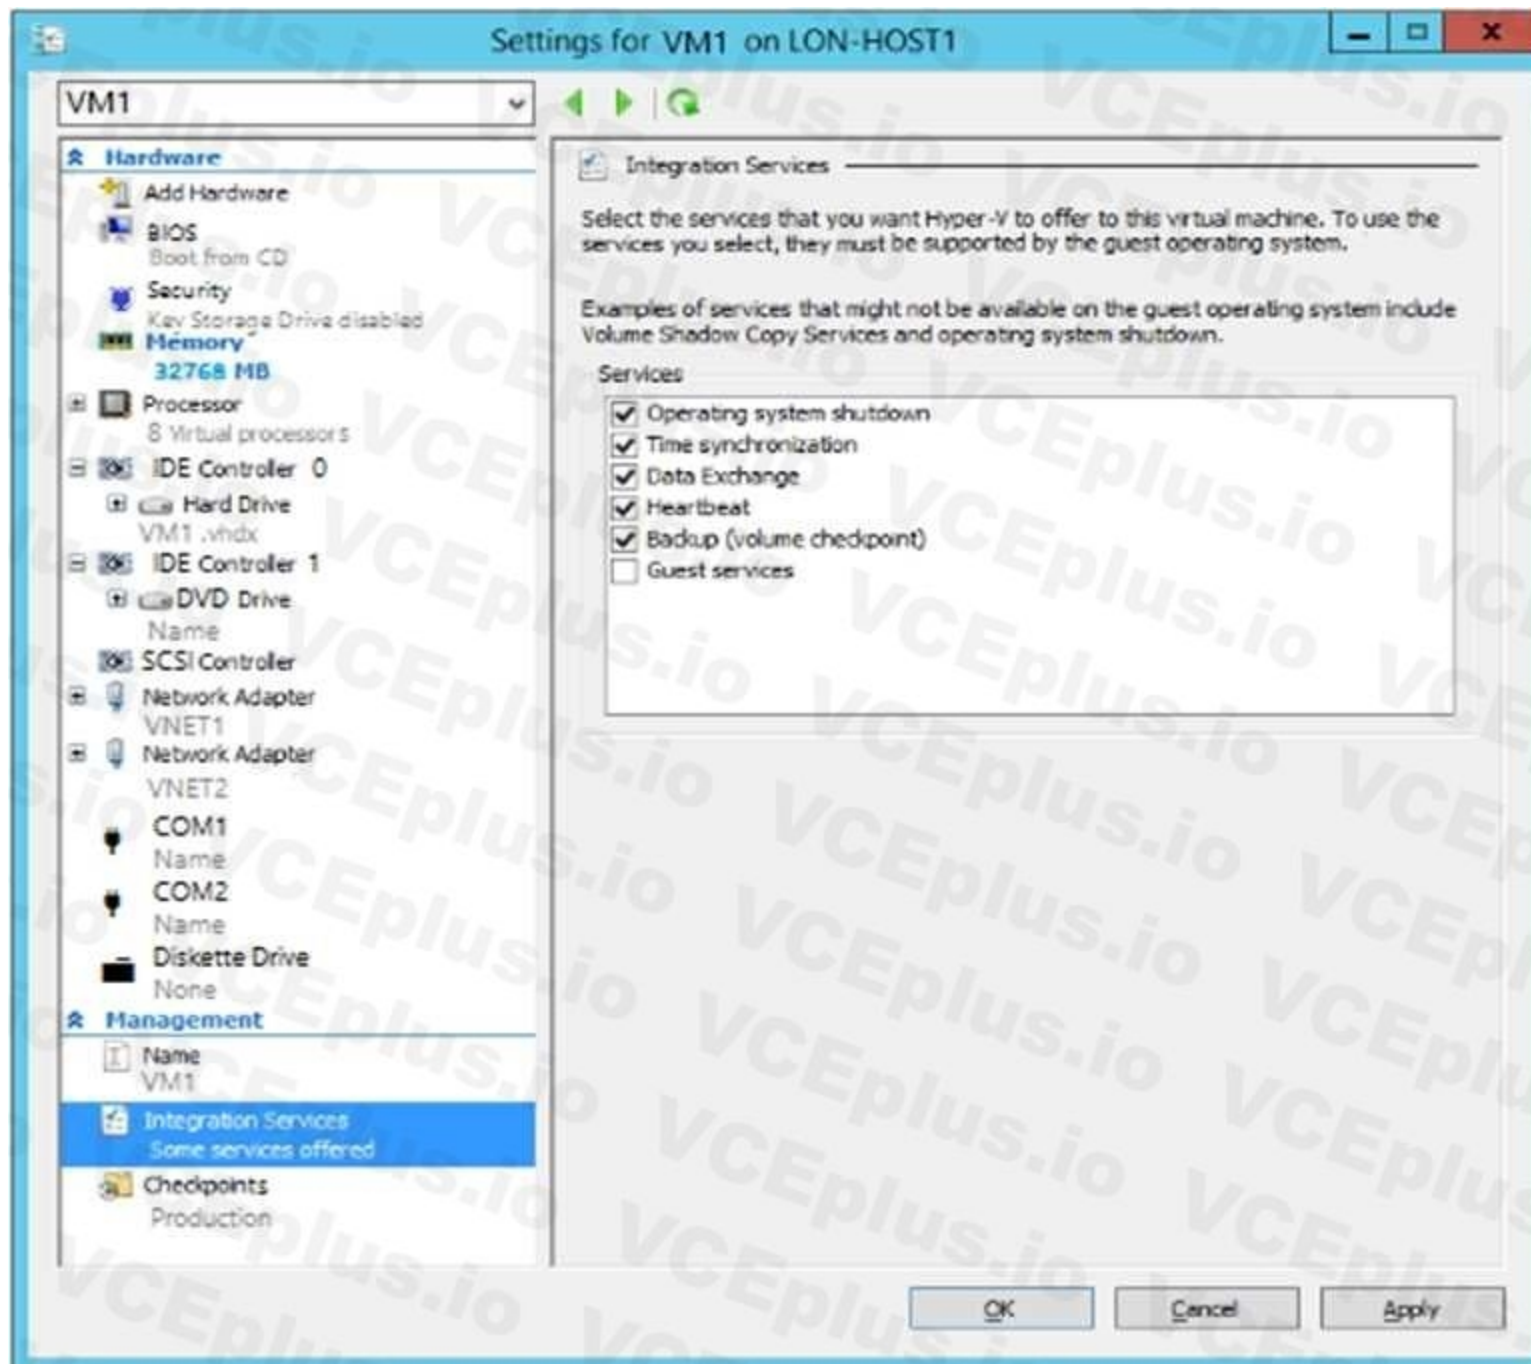 Settings for VM1 on LON-HOST1
VM1
Hardware
Add Hardware
BIOS
Boot from CD
Security
Key Storage Drive disabled
Memory
32768 MB
Processor
8 Virtual processors
IDE Controller 0
Hard Drive
VM1 .vhdx
IDE Controller 1
DVD Drive
Name
SCSI Controller
Network Adapter
VNET1
Network Adapter
VNET2
COM1
Name
COM2
Name
Diskette Drive
None
Management
Name
VM1
Integration Services
Some services offered
Checkpoints
Production
Integration Services
Select the services that you want Hyper-V to offer to this virtual machine. To use the
services you select, they must be supported by the guest operating system.
Examples of services that might not be available on the guest operating system include
Volume Shadow Copy Services and operating system shutdown.
Services
Operating system shutdown
Time synchronization
Data Exchange
Heartbeat
Backup (volume checkpoint)
Guest services
OK
Cancel
Apply
VCEplus.io